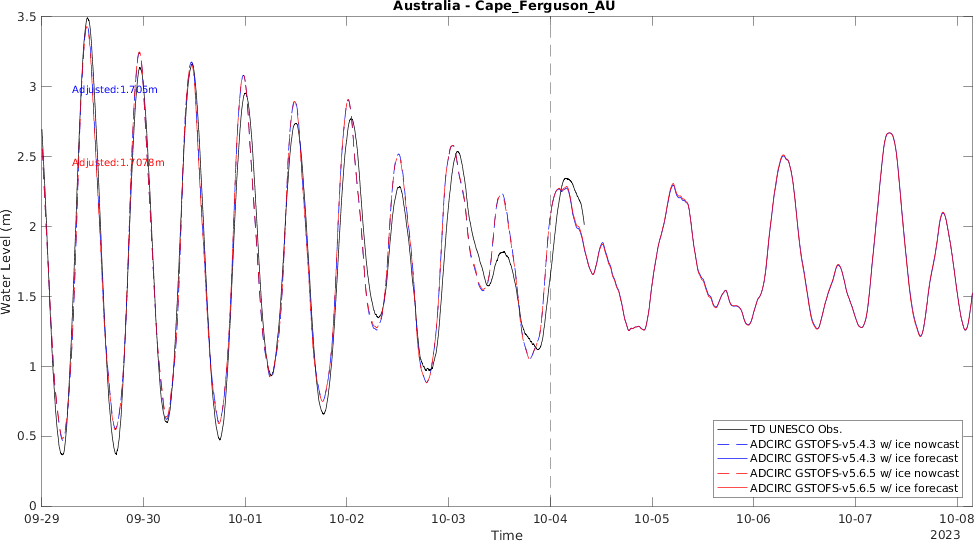 Australia - Cape_Ferguson_AU
3.5
3
Adjusted:1.705m
2.5
Adjusted:1.7078m
Water Level (m)
2
1.5
1
0.5
0
TD UNESCO Obs.
ADCIRC GSTOFS-v5.4.3 w/ ice nowcast
ADCIRC GSTOFS-v5.4.3 w/ ice forecast
ADCIRC GSTOFS-v5.6.5 w/ ice nowcast
ADCIRC GSTOFS-v5.6.5 w/ ice forecast
09-29 09-30 10-01 10-02 10-03 10-04 10-05 10-06 10-07 10-08
Time 2023